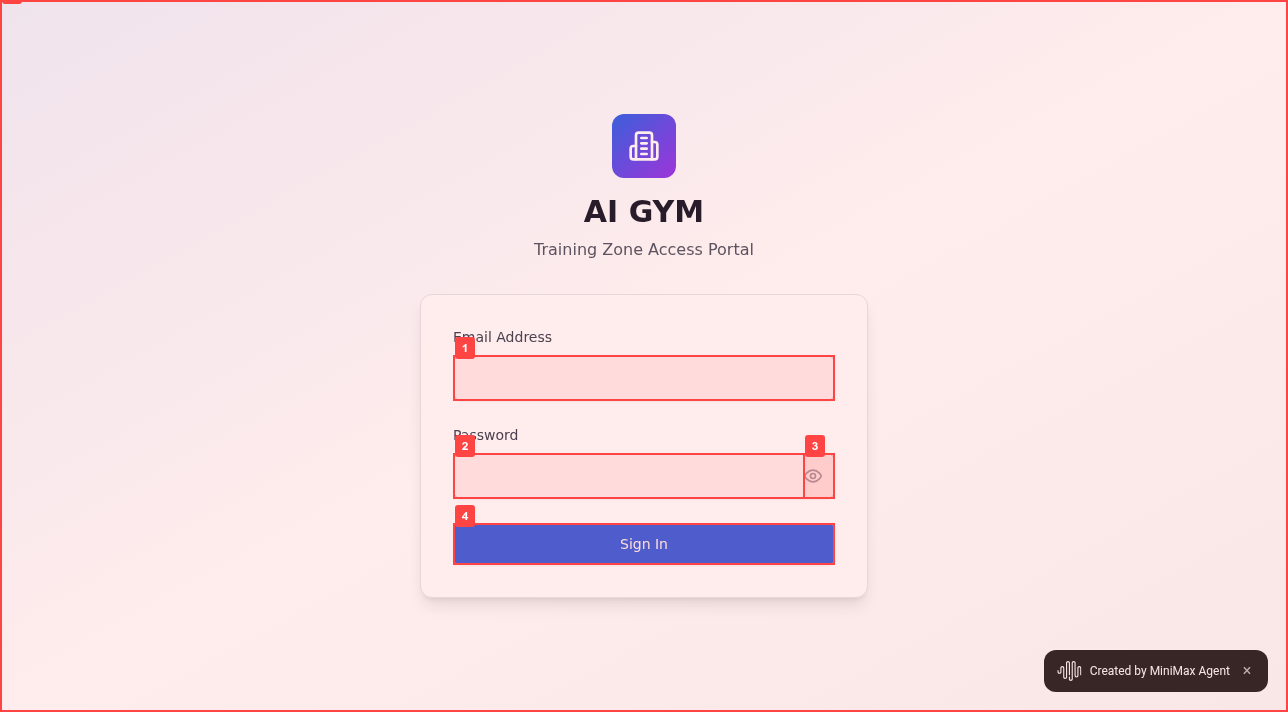 AI GYM
Training Zone Access Portal
Email Address
1
Password
2
3
4
Sign In
Created by MiniMax Agent ×